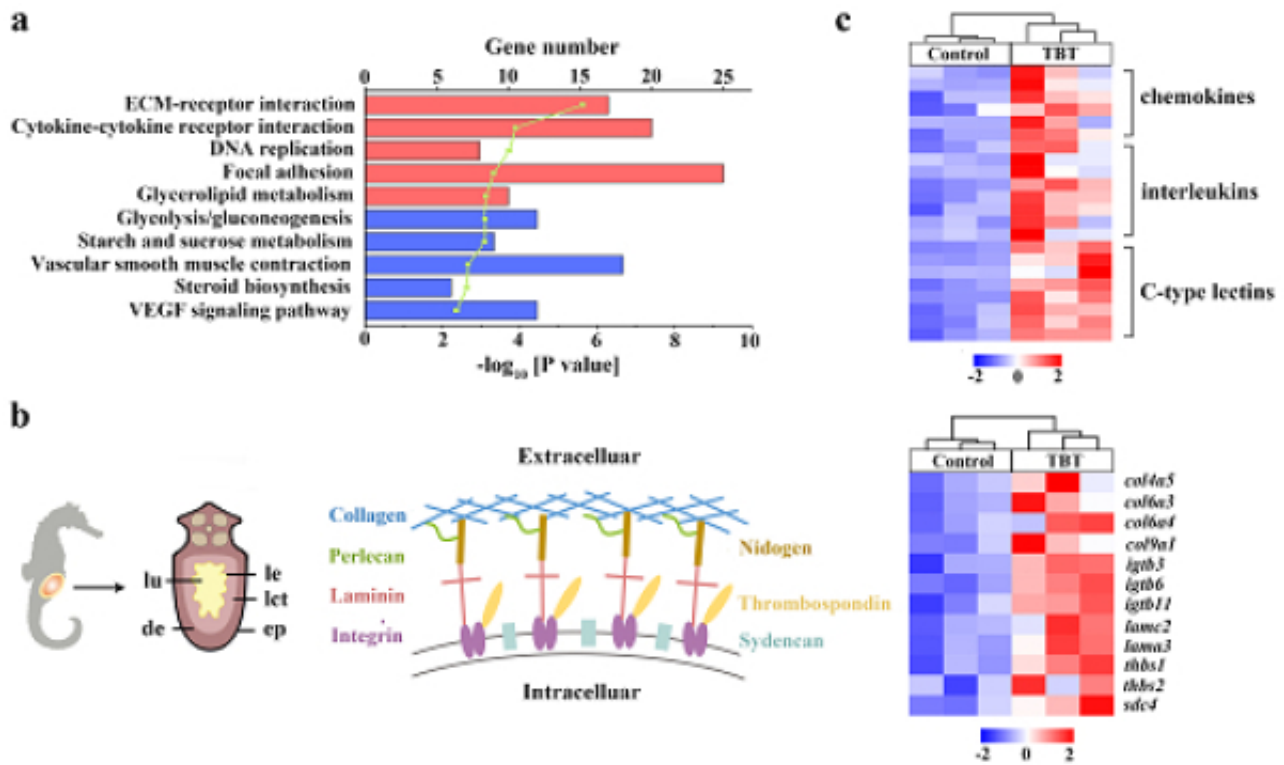 a
Gene number
0 5 10 15 20 25
ECM-receptor interaction
Cytokine-cytokine receptor interaction
DNA replication
Focal adhesion
Glycerolipid metabolism
Glycolysis/gluconeogenesis
Starch and sucrose metabolism
Vascular smooth muscle contraction
Steroid biosynthesis
VEGF signaling pathway
0 2 4 6 8 10
-log10 [P value]
b
lu
de
le
lct
ep
Extracelluar
Collagen
Perlecan
Laminin
Integrin
Nidogen
Thrombospondin
Sydencan
Intracelluar
c
Control TBT
chemokines
interleukins
C-type lectins
-2 0 2
Control TBT
col4a5
col6a3
col6a4
col9a1
igtb3
igtb6
igtb11
lamc2
lama3
thbs1
thbs2
sdc4
-2 0 2